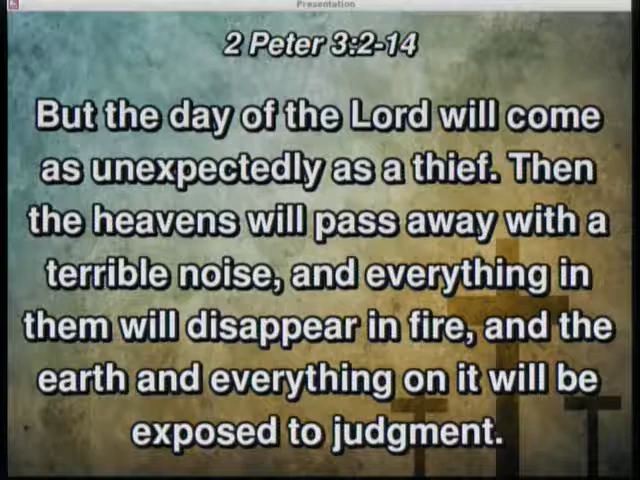 Presentation
2 Peter 3:2-14
But the day of the Lord will come
as unexpectedly as a thief. Then
the heavens will pass away with a
terrible noise, and everything in
them will disappear in fire, and the
earth and everything on it will be
exposed to judgment.